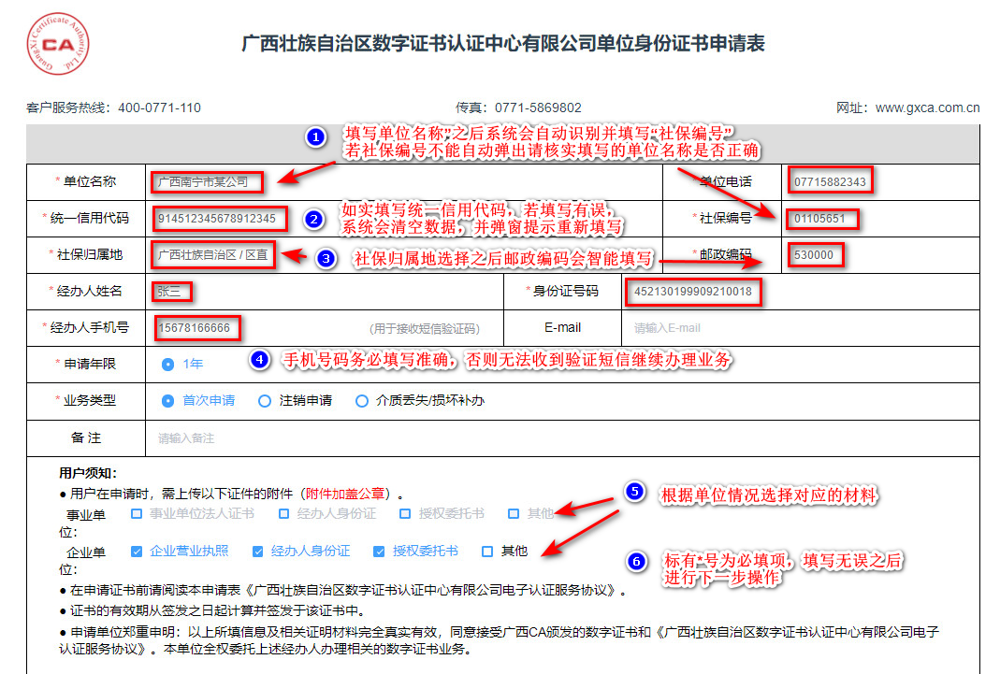 GuangXi Certificate Authority Ltd.
CA
广西壮族自治区数字证书认证中心有限公司单位身份证书申请表
客户服务热线：400-0771-110 传真：0771-5869802 网址：www.gxca.com.cn
1 填写单位名称”之后系统会自动识别并填写“社保编号”
若社保编号不能自动弹出请核实填写的单位名称是否正确
* 单位名称 广西南宁市某公司 单位电话 07715882343
* 统一信用代码 914512345678912345 * 社保编号 01105651
2 如实填写统一信用代码，若填写有误，
系统会清空数据，并弹窗提示重新填写
* 社保归属地 广西壮族自治区 / 区直 3 社保归属地选择之后邮政编码会智能填写 * 邮政编码 530000
* 经办人姓名 张三 * 身份证号码 452130199909210018
* 经办人手机号 15678166666 (用于接收短信验证码) E-mail 请输入E-mail
* 申请年限 1年 4 手机号码务必填写准确，否则无法收到验证短信继续办理业务
* 业务类型 首次申请 注销申请 介质丢失/损坏补办
备 注 请输入备注
用户须知：
● 用户在申请时，需上传以下证件的附件（附件加盖公章）。
5 根据单位情况选择对应的材料
事业单 事业单位法人证书 经办人身份证 授权委托书 其他
位：
企业单 企业营业执照 经办人身份证 授权委托书 其他
位：
6 标有*号为必填项，填写无误之后
进行下一步操作
● 在申请证书前请阅读本申请表《广西壮族自治区数字证书认证中心有限公司电子认证服务协议》。
● 证书的有效期从签发之日起计算并签发于该证书中。
● 申请单位郑重申明：以上所填信息及相关证明材料完全真实有效，同意接受广西CA颁发的数字证书和《广西壮族自治区数字证书认证中心有限公司电子
认证服务协议》。本单位全权委托上述经办人办理相关的数字证书业务。